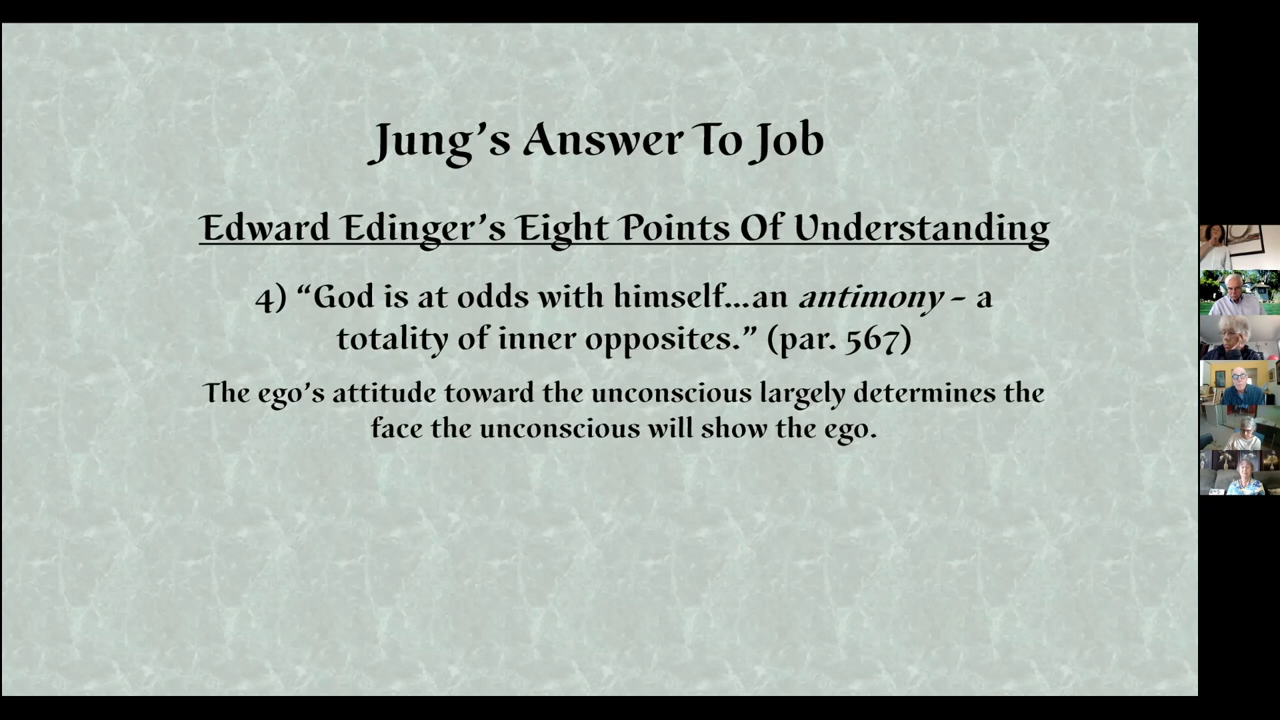 Jung's Answer To Job
Edward Edinger's Eight Points Of Understanding
4) “God is at odds with himself...an antimony – a
totality of inner opposites.” (par. 567)
The ego's attitude toward the unconscious largely determines the
face the unconscious will show the ego.